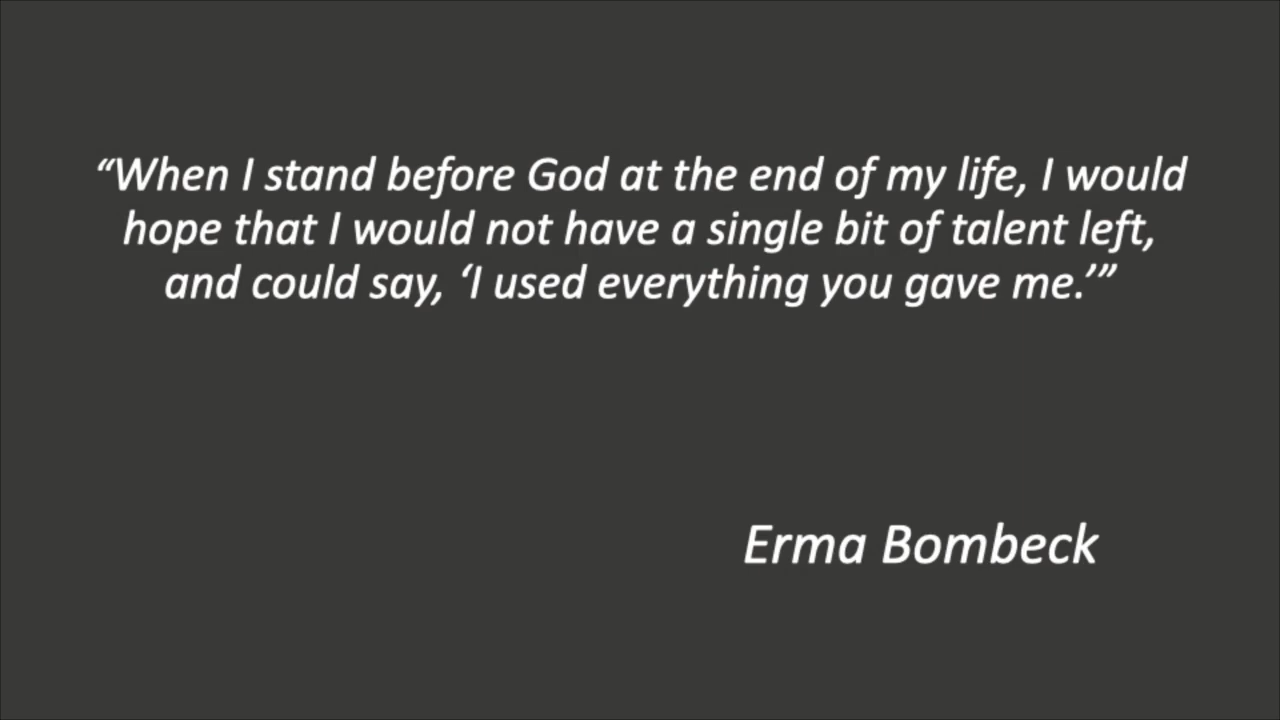 “When I stand before God at the end of my life, I would
hope that I would not have a single bit of talent left,
and could say, ‘I used everything you gave me.’”
Erma Bombeck